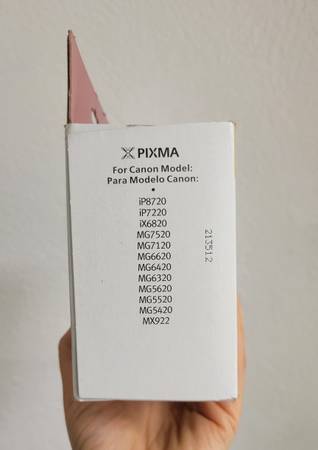 PIXMA
For Canon Model:
Para Modelo Canon:
•
iP8720
iP7220
iX6820
MG7520
MG7120
MG6620
MG6420
MG6320
MG5620
MG5520
MG5420
MX922
213512